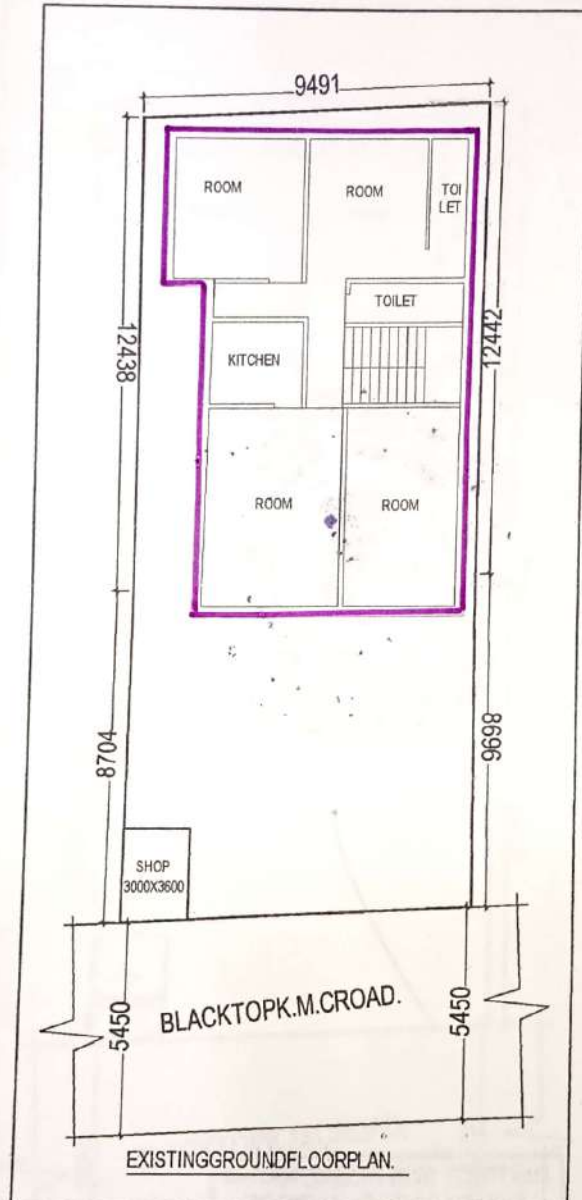 9491
ROOM
ROOM
TOI
LET
TOILET
12438
12442
KITCHEN
ROOM
ROOM
8704
9698
SHOP
3000X3600
5450
BLACKTOPK.M.CROAD.
5450
EXISTINGGROUNDFLOORPLAN.